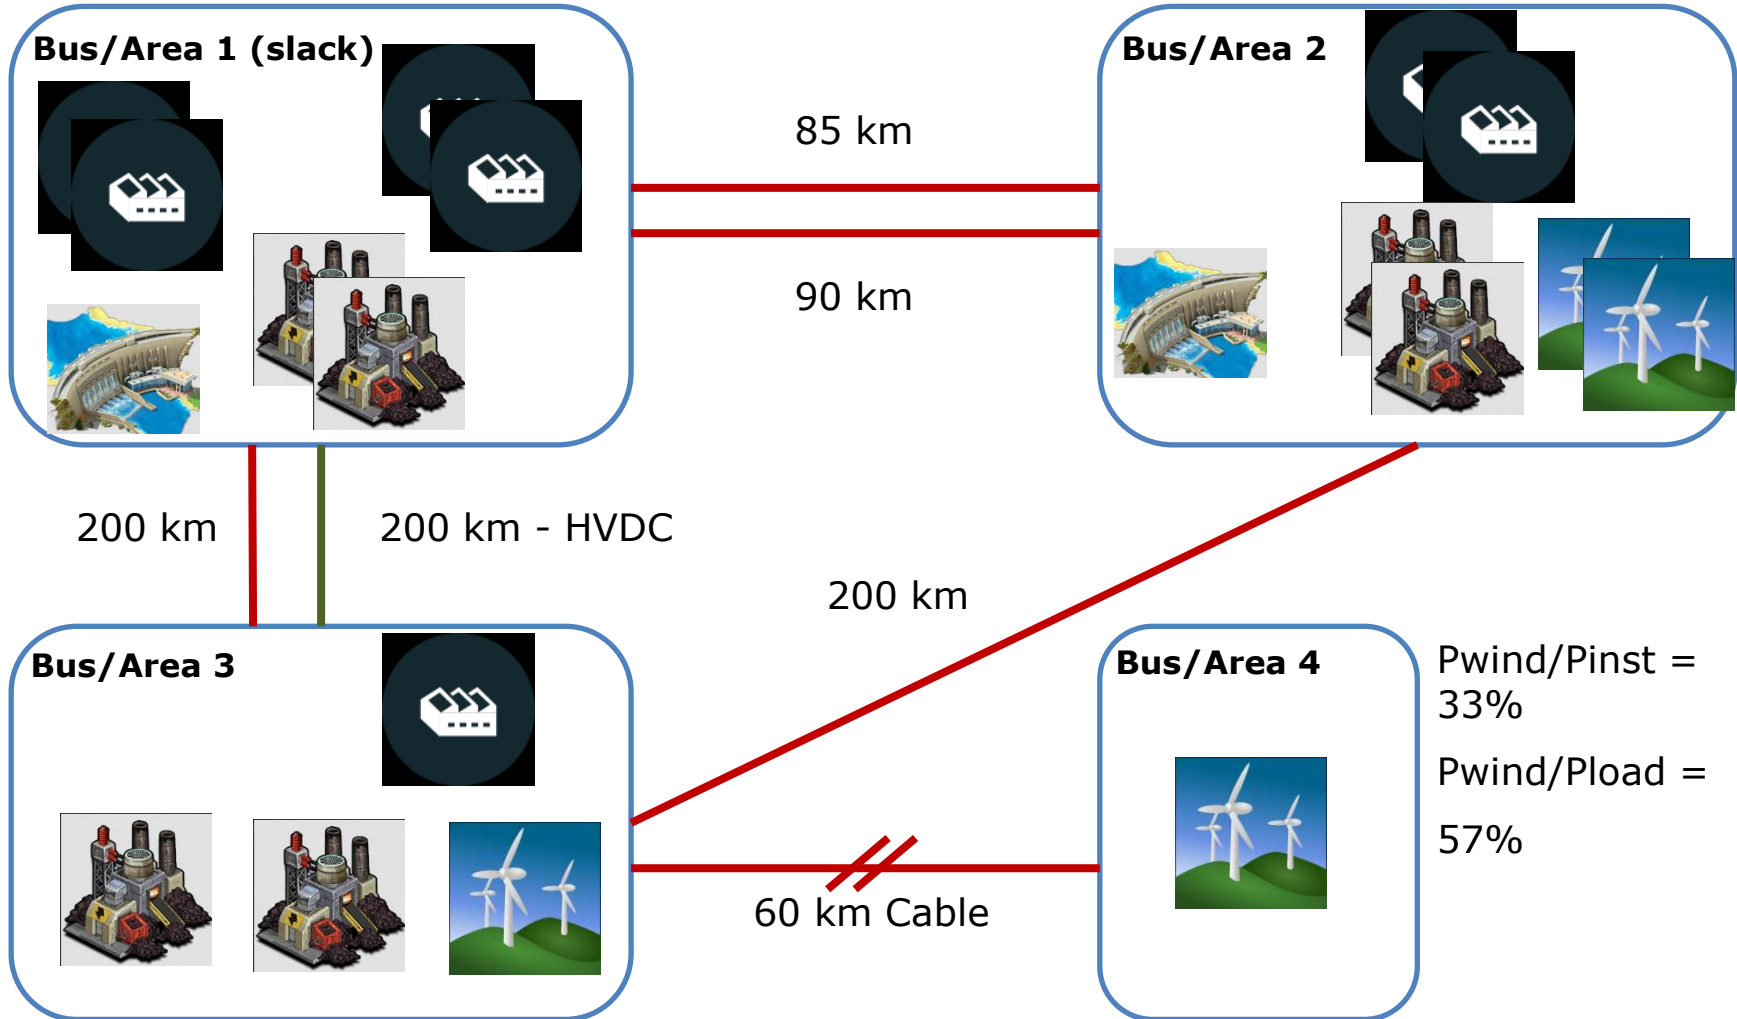 Bus/Area 1 (slack)
Bus/Area 2
85 km
90 km
200 km
200 km - HVDC
200 km
Bus/Area 3
Bus/Area 4
Pwind/Pinst =
33%
Pwind/Pload =
57%
60 km Cable